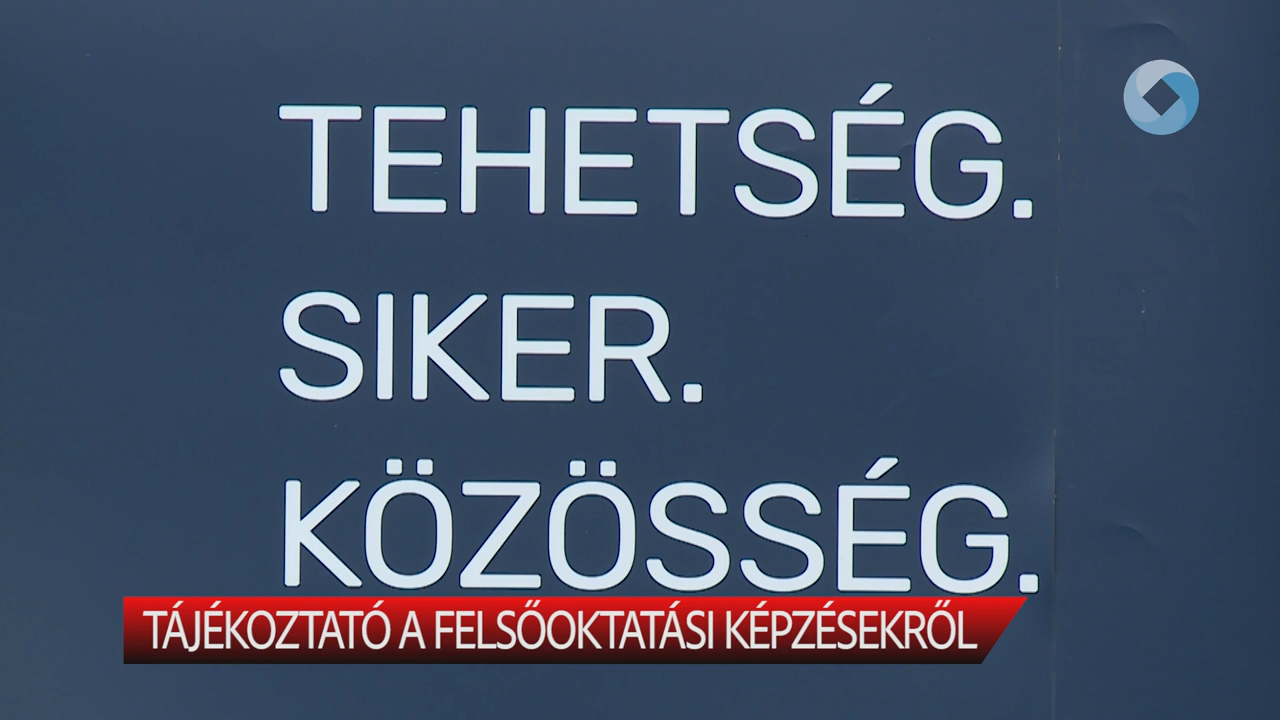 TEHETSÉG.
SIKER.
KÖZÖSSÉG.
TÁJÉKOZTATÓ A FELSŐOKTATÁSI KÉPZÉSEKRŐL